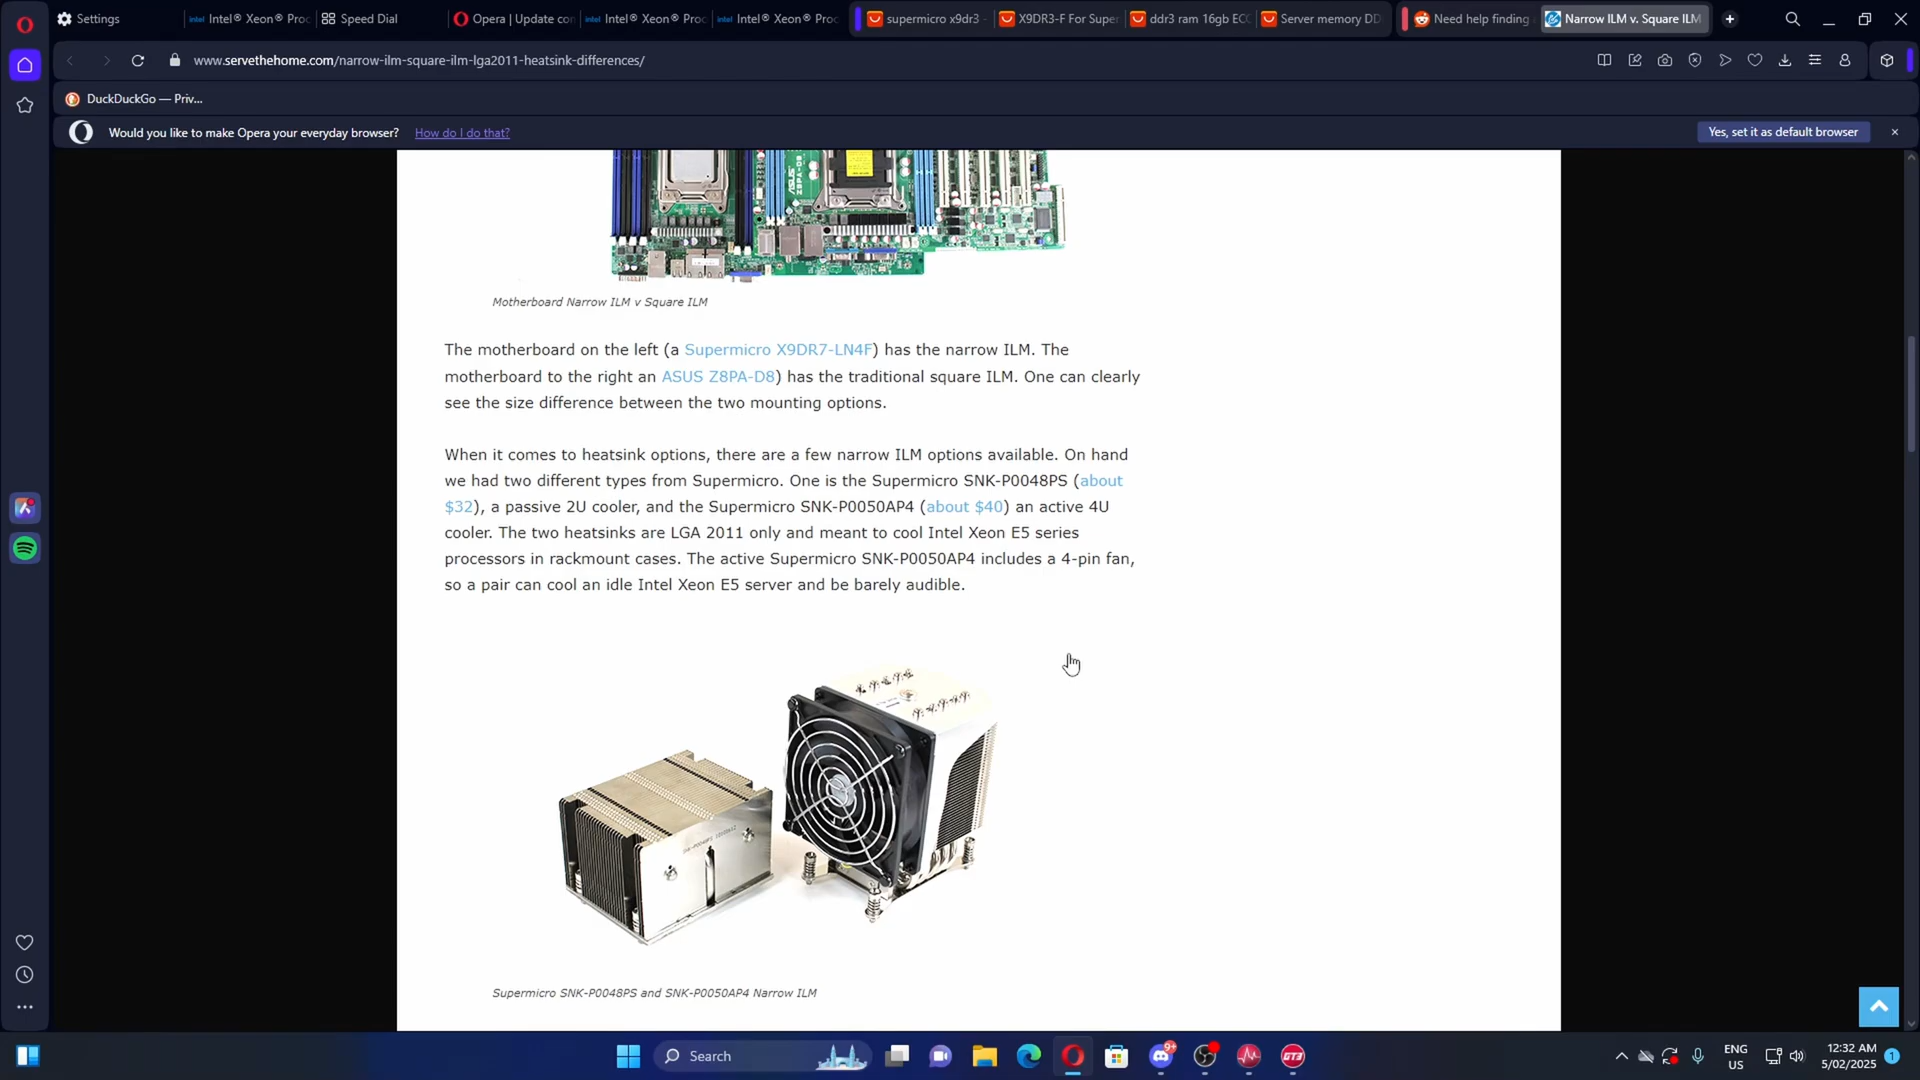 Settings
Intel® Xeon® Proc
Speed Dial
Opera | Update con
Intel® Xeon® Proc
Intel® Xeon® Proc
supermicro x9dr3 -
X9DR3-F For Super
ddr3 ram 16gb ECC
Server memory DD
Need help finding
Narrow ILM v. Square ILM
www.servethehome.com/narrow-ilm-square-ilm-lga2011-heatsink-differences/
DuckDuckGo — Priv...
Would you like to make Opera your everyday browser? How do I do that?
Yes, set it as default browser
ASUS Z8PA-D8
Motherboard Narrow ILM v Square ILM
The motherboard on the left (a Supermicro X9DR7-LN4F) has the narrow ILM. The
motherboard to the right an ASUS Z8PA-D8) has the traditional square ILM. One can clearly
see the size difference between the two mounting options.
When it comes to heatsink options, there are a few narrow ILM options available. On hand
we had two different types from Supermicro. One is the Supermicro SNK-P0048PS (about
$32), a passive 2U cooler, and the Supermicro SNK-P0050AP4 (about $40) an active 4U
cooler. The two heatsinks are LGA 2011 only and meant to cool Intel Xeon E5 series
processors in rackmount cases. The active Supermicro SNK-P0050AP4 includes a 4-pin fan,
so a pair can cool an idle Intel Xeon E5 server and be barely audible.
Supermicro SNK-P0048PS and SNK-P0050AP4 Narrow ILM
Search
9+
GT3
ENG
US
12:32 AM
5/02/2025
1